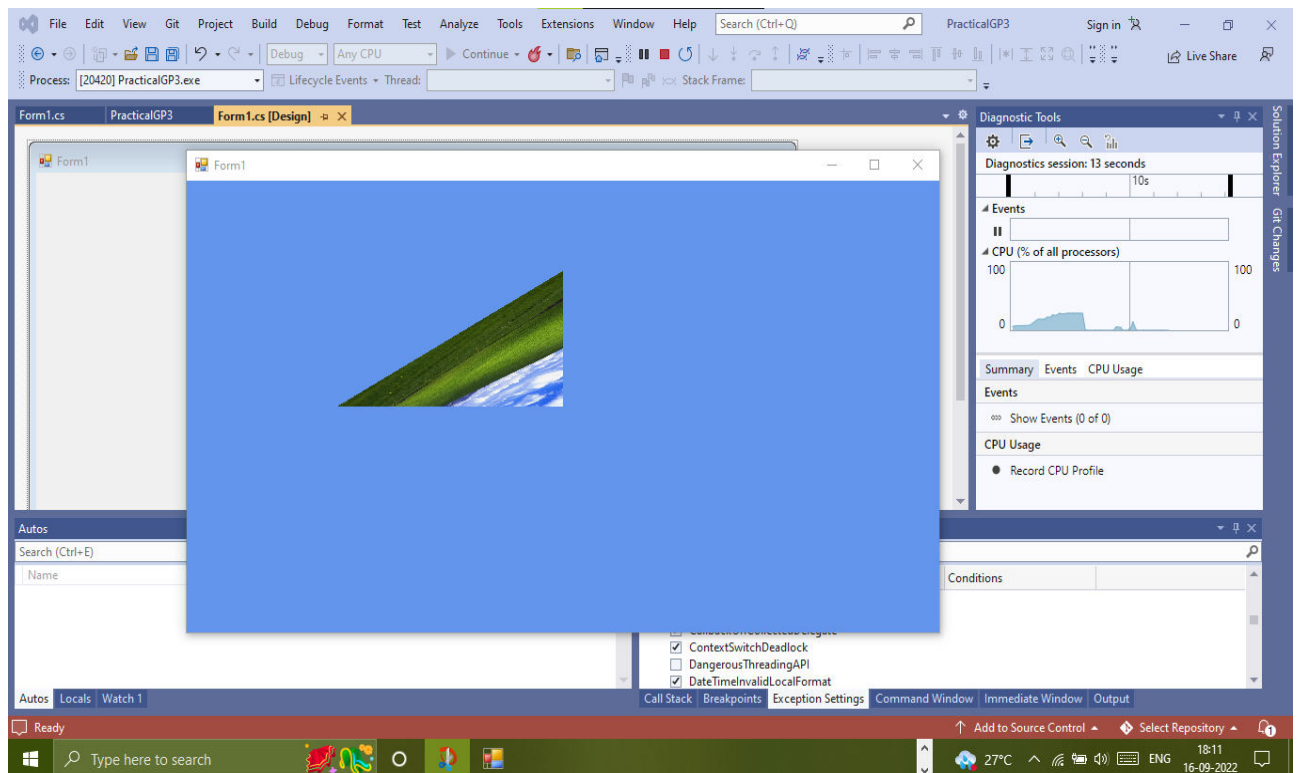 File Edit View Git Project Build Debug Format Test Analyze Tools Extensions Window Help Search (Ctrl+Q) PracticalGP3 Sign in
Debug Any CPU Continue Live Share
Process: [20420] PracticalGP3.exe Lifecycle Events Thread: Stack Frame:
Form1.cs PracticalGP3 Form1.cs [Design]
Form1
Form1
Diagnostic Tools
Diagnostics session: 13 seconds
10s
Events
CPU (% of all processors)
100 100
0 0
Summary Events CPU Usage
Events
Show Events (0 of 0)
CPU Usage
Record CPU Profile
Solution Explorer
Git Changes
Autos
Search (Ctrl+E)
Name
Conditions
ContextSwitchDeadlock
DangerousThreadingAPI
DateTimeInvalidLocalFormat
Autos Locals Watch 1
Call Stack Breakpoints Exception Settings Command Window Immediate Window Output
Ready Add to Source Control Select Repository 1
Type here to search 27°C ENG 18:11
16-09-2022